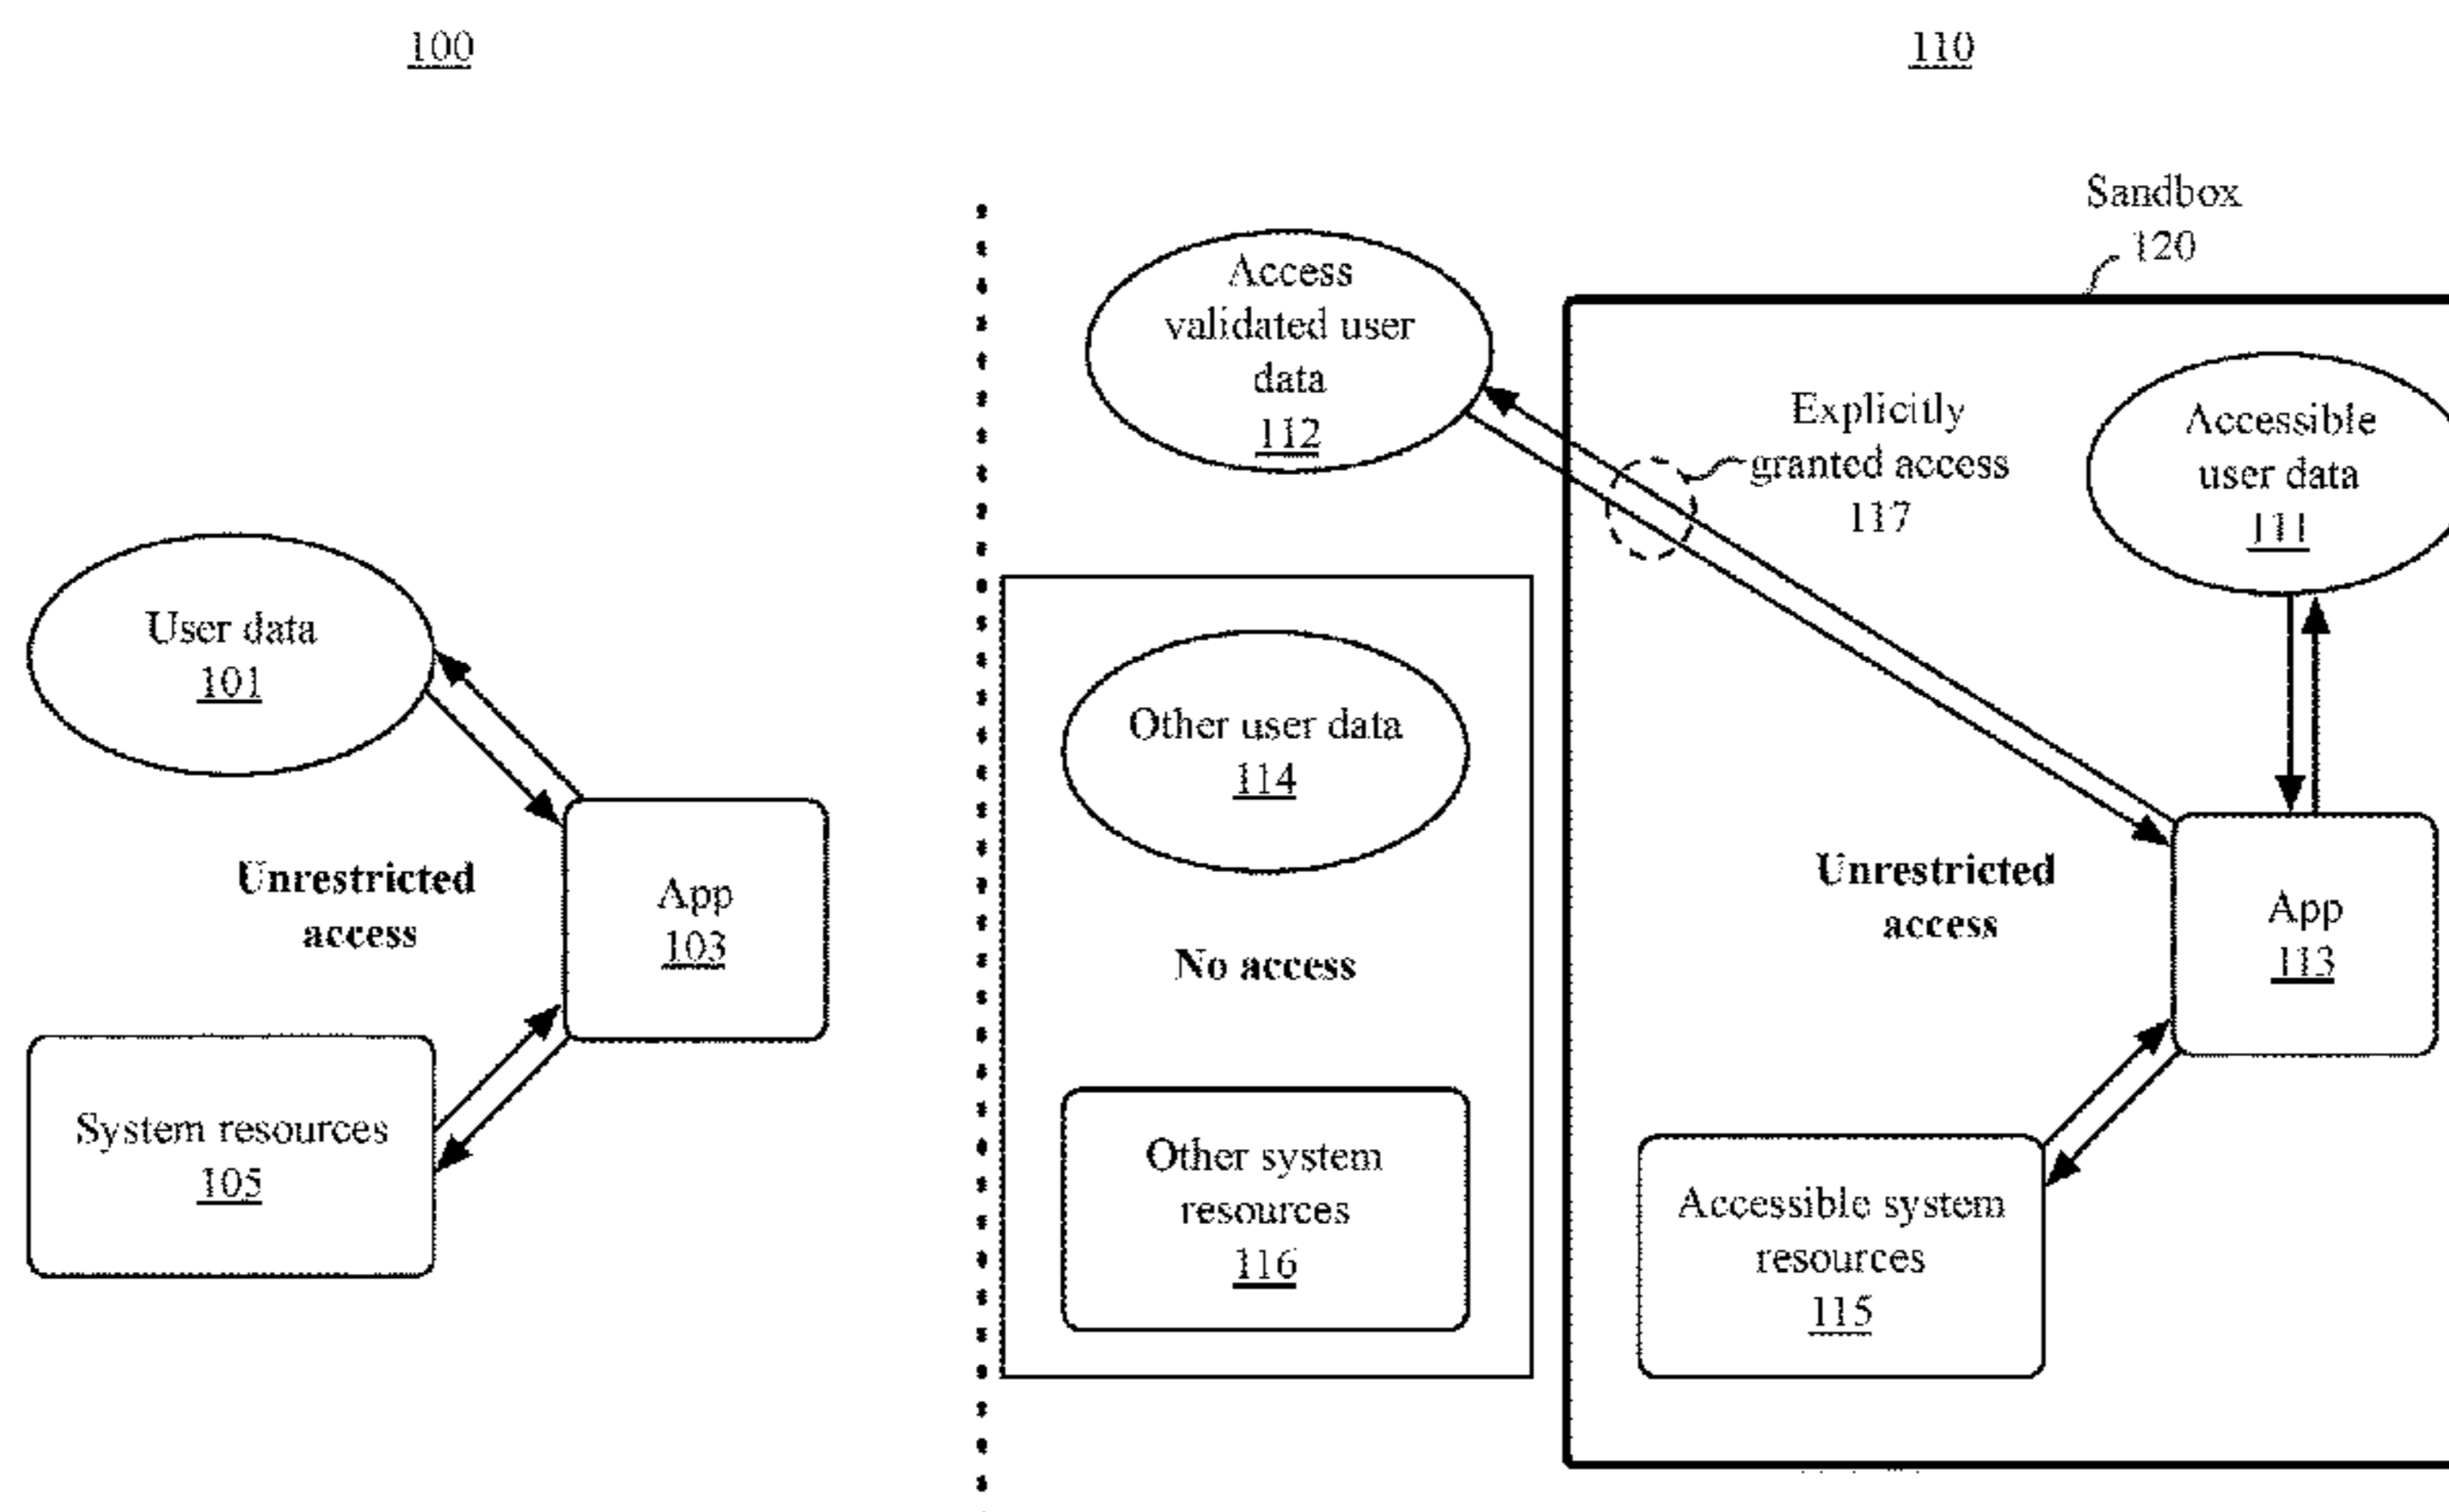 100
User data
101
Unrestricted
access
App
103
System resources
105
110
Sandbox
120
Access
validated user
data
112
Explicitly
granted access
117
Accessible
user data
111
Other user data
114
No access
Other system
resources
116
Unrestricted
access
App
113
Accessible system
resources
115